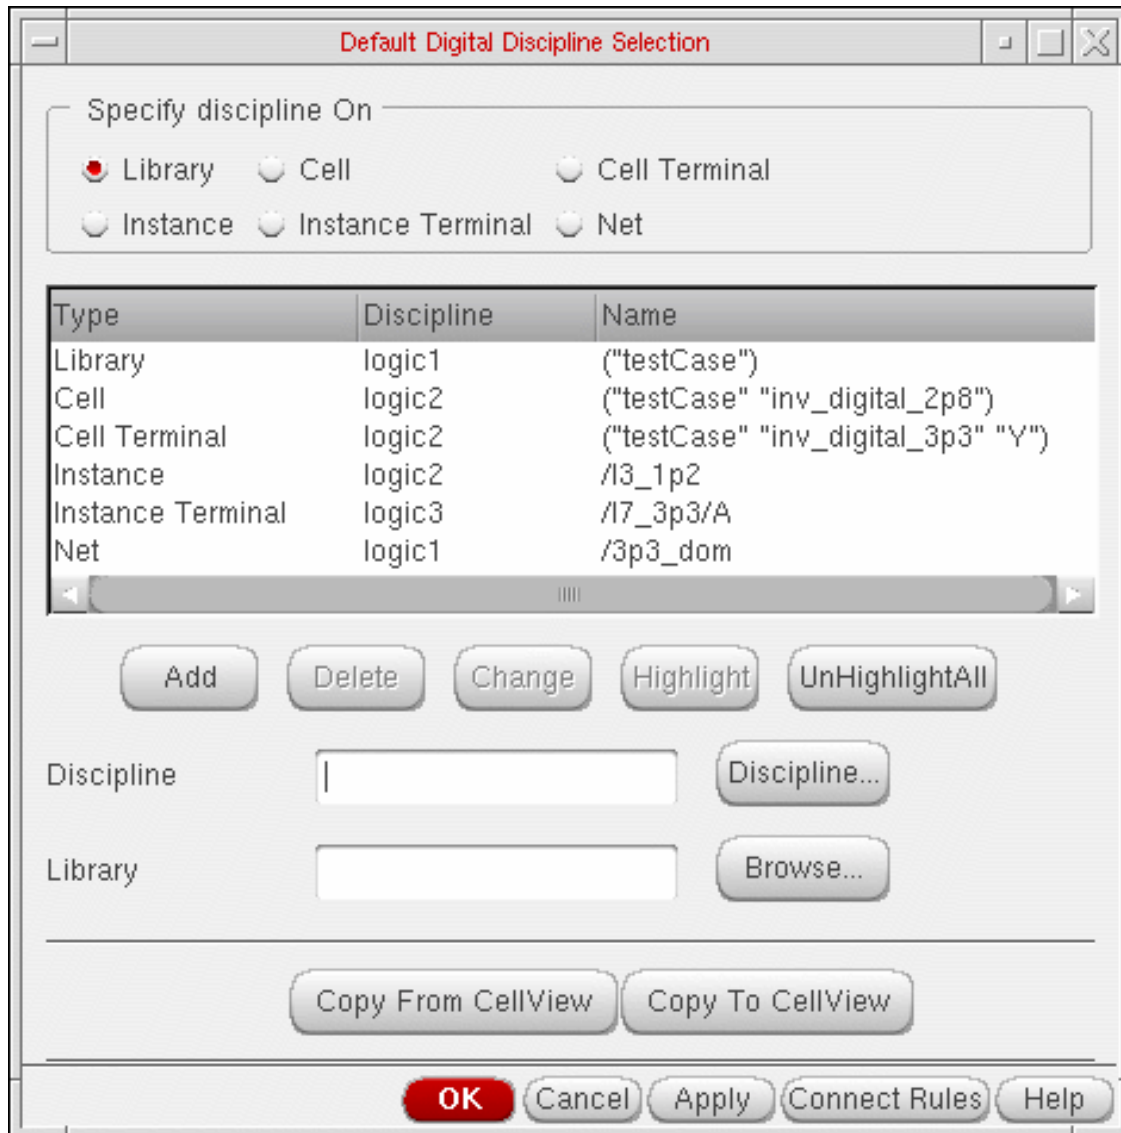 Default Digital Discipline Selection
Specify discipline On
Library Cell Cell Terminal
Instance Instance Terminal Net
Type Discipline Name
Library logic1 ("testCase")
Cell logic2 ("testCase" "inv_digital_2p8")
Cell Terminal logic2 ("testCase" "inv_digital_3p3" "Y")
Instance logic2 /I3_1p2
Instance Terminal logic3 /I7_3p3/A
Net logic1 /3p3_dom
Add Delete Change Highlight UnHighlightAll
Discipline Discipline...
Library Browse...
Copy From CellView Copy To CellView
OK Cancel Apply Connect Rules Help